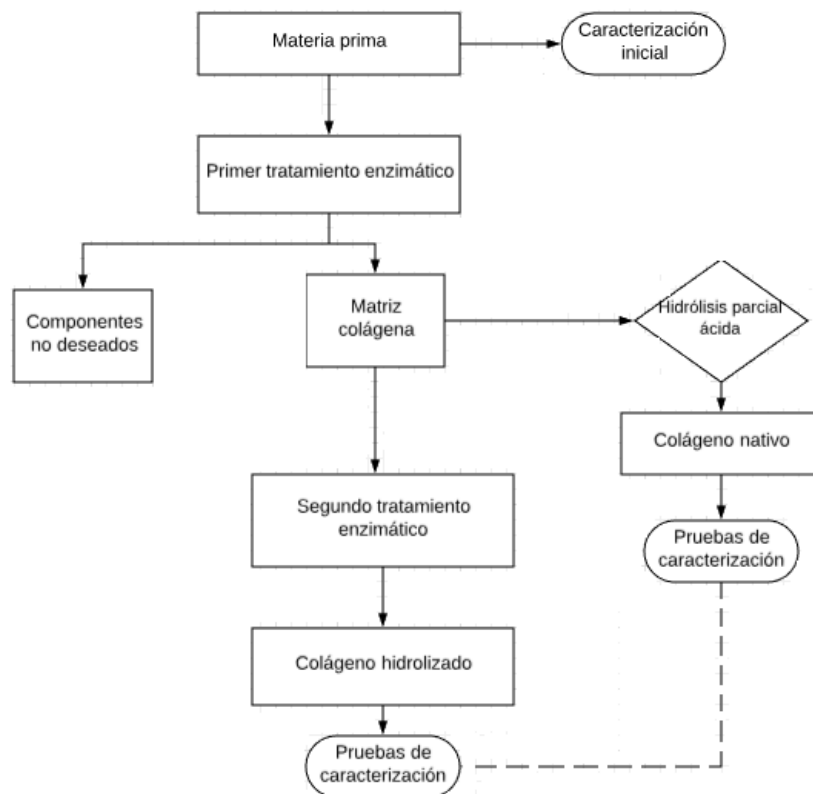 Materia prima
Caracterización
inicial
Primer tratamiento enzimático
Componentes
no deseados
Matriz
colágena
Hidrólisis parcial
ácida
Colágeno nativo
Segundo tratamiento
enzimático
Pruebas de
caracterización
Colágeno hidrolizado
Pruebas de
caracterización